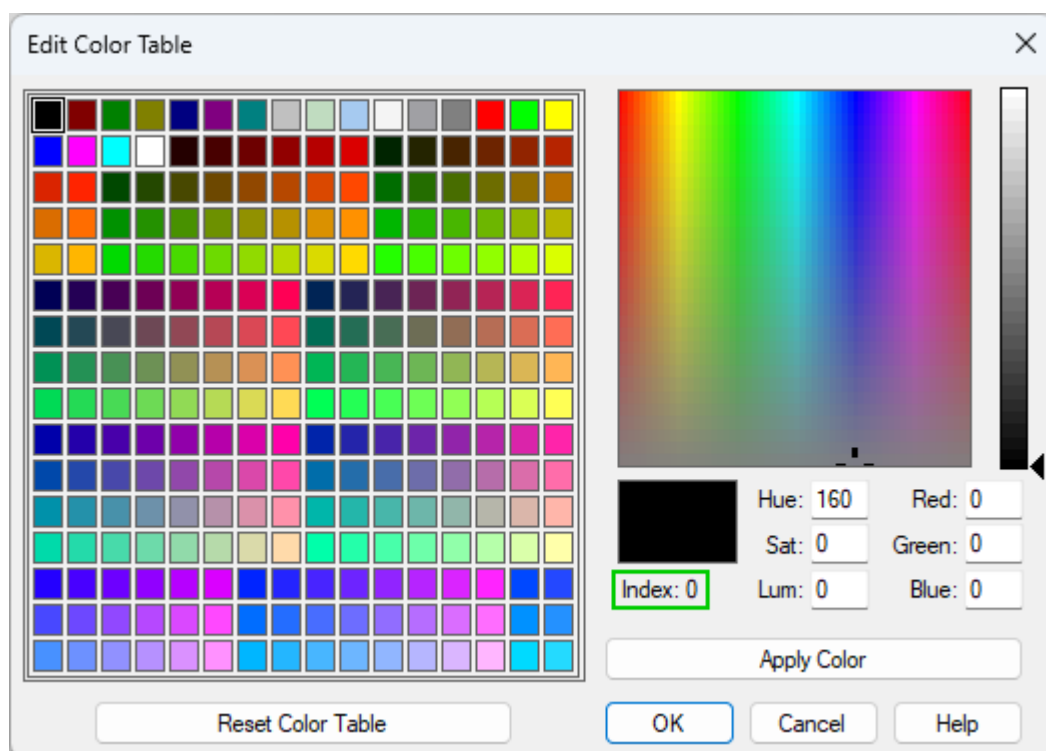 Edit Color Table
Hue: 160 Red: 0
Sat: 0 Green: 0
Index: 0 Lum: 0 Blue: 0
Apply Color
Reset Color Table OK Cancel Help